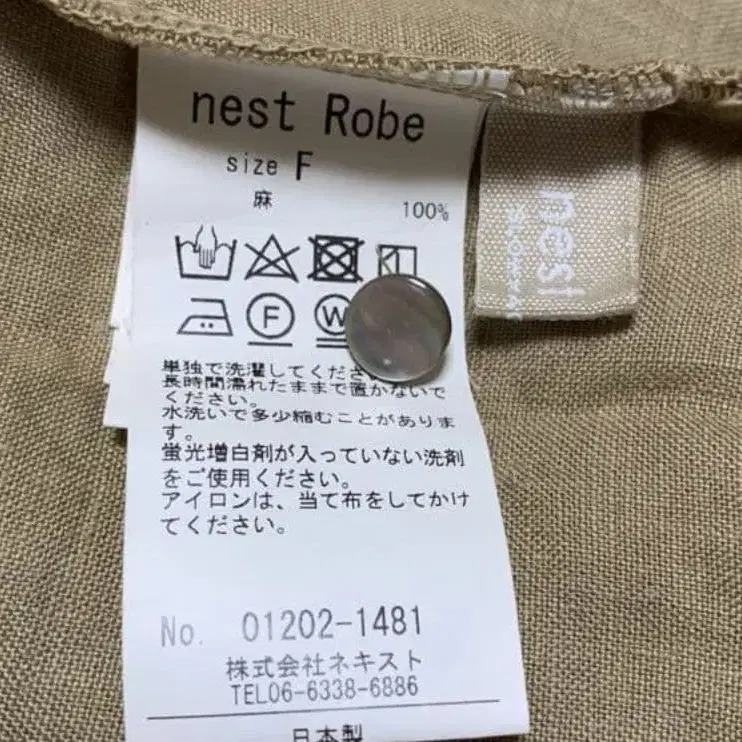 nest Robe
size F
麻
100%
F
W
単独で洗濯してくださ
長時間濡れたままで置かないで
ください。
水洗いで多少縮むことがありま
す。
蛍光増白剤が入っていない洗剤
をご使用ください。
アイロンは、当て布をしてかけ
てください。
No. 01202-1481
株式会社ネキスト
TEL06-6338-6886
日本製
nest